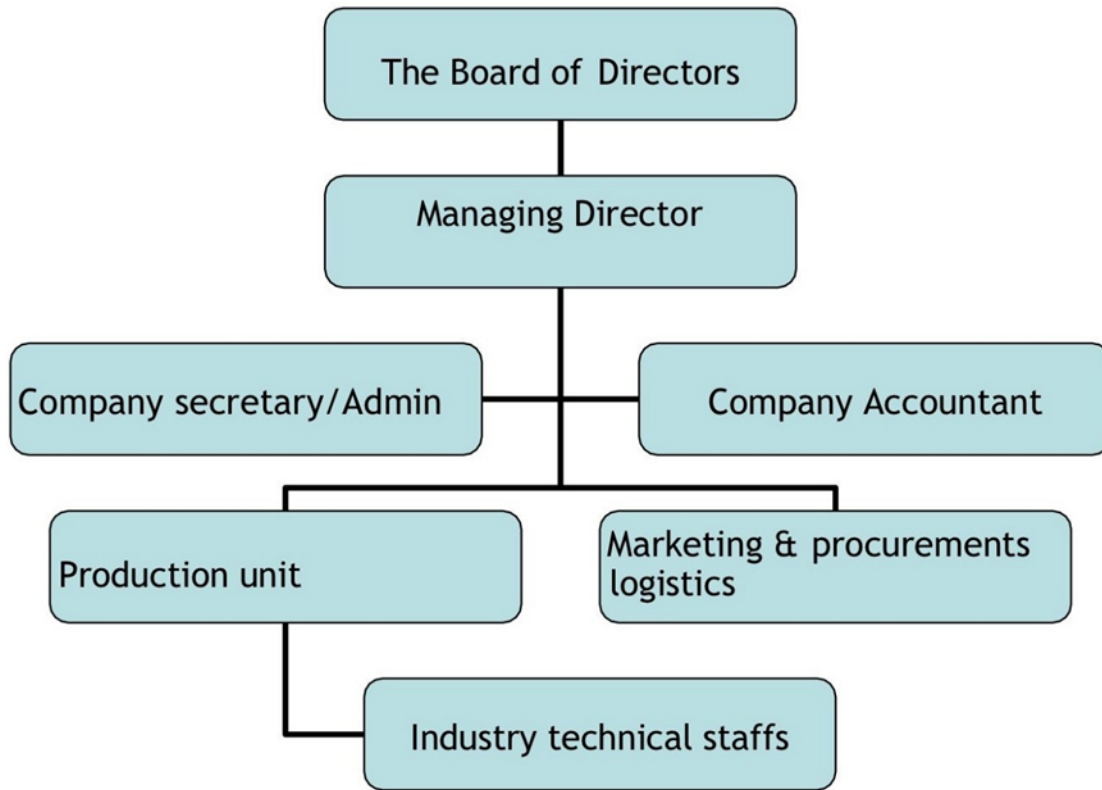 The Board of Directors
Managing Director
Company secretary/Admin
Company Accountant
Production unit
Marketing & procurements
logistics
Industry technical staffs